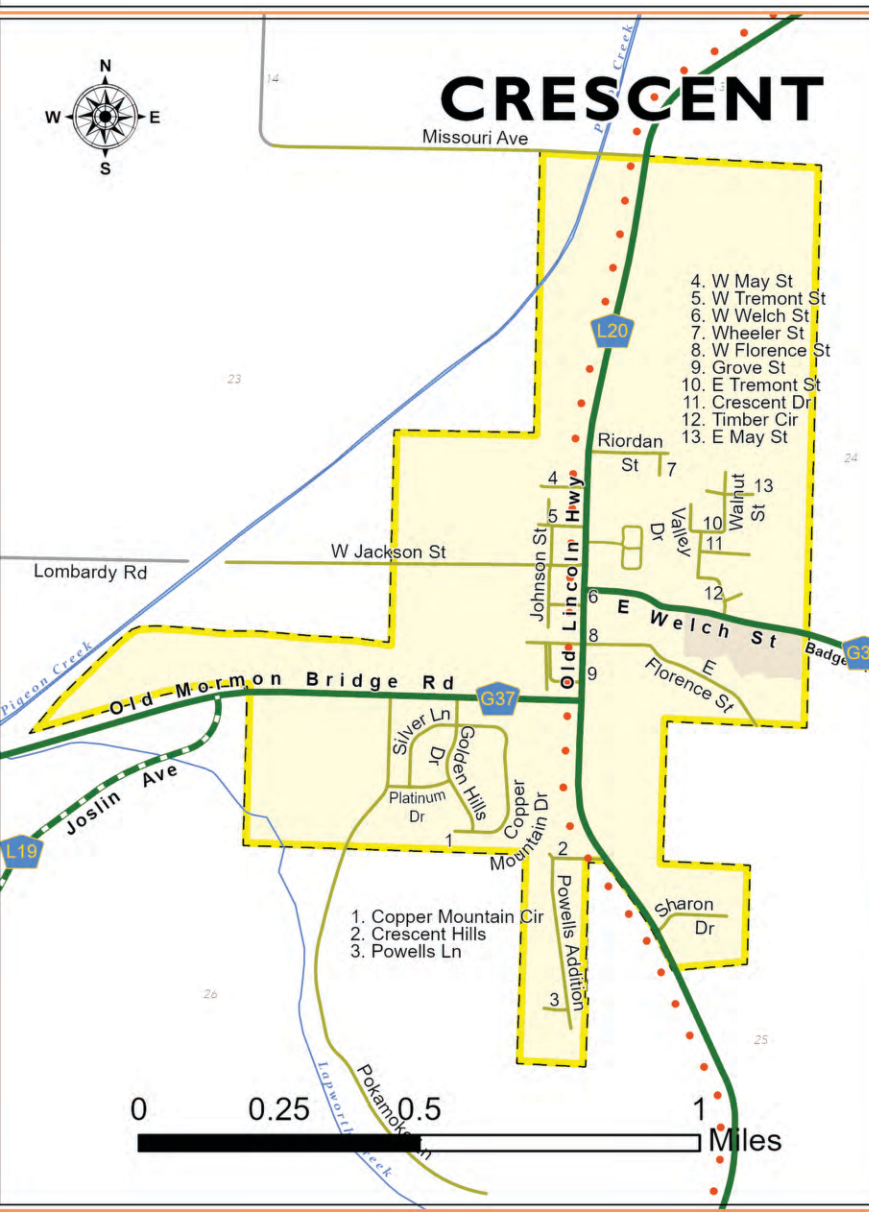 CRESCENT
N
W E
S
14
13
Missouri Ave
4. W May St
5. W Tremont St
6. W Welch St
7. Wheeler St
8. W Florence St
9. Grove St
10. E Tremont St
11. Crescent Dr
12. Timber Cir
13. E May St
L20
23
24
Riordan
St
7
4
13
Walnut
St
5
10
Valley
Dr
11
Johnson St
Old Lincoln Hwy
W Jackson St
Lombardy Rd
12
6
E Welch St
8
G3
E
Florence St
Pigeon Creek
9
Old Mormon Bridge Rd
G37
Silver Ln
Golden Hills
Dr
Joslin Ave
Platinum
Dr
Copper
Mountain Dr
1
L19
2
Powells Addition
Sharon
Dr
1. Copper Mountain Cir
2. Crescent Hills
3. Powells Ln
3
26
25
Lapworth Creek
0 0.25 0.5 1
Miles